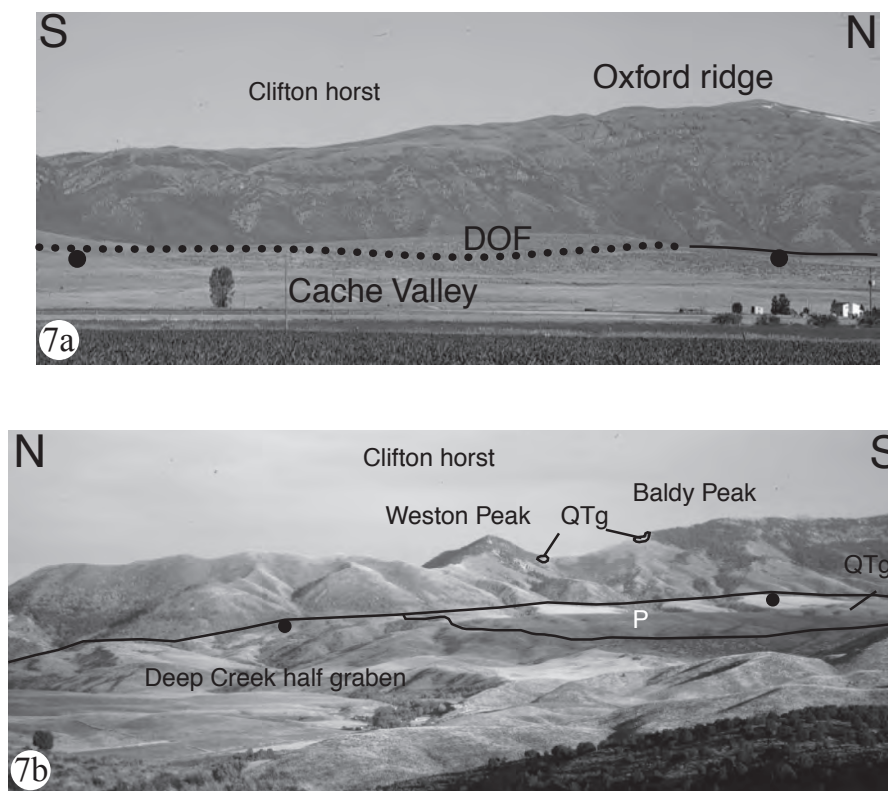 S N
Oxford ridge
Clifton horst
DOF
Cache Valley
7a
N S
Clifton horst
Baldy Peak
Weston Peak QTg
QTg
P
Deep Creek half graben
7b